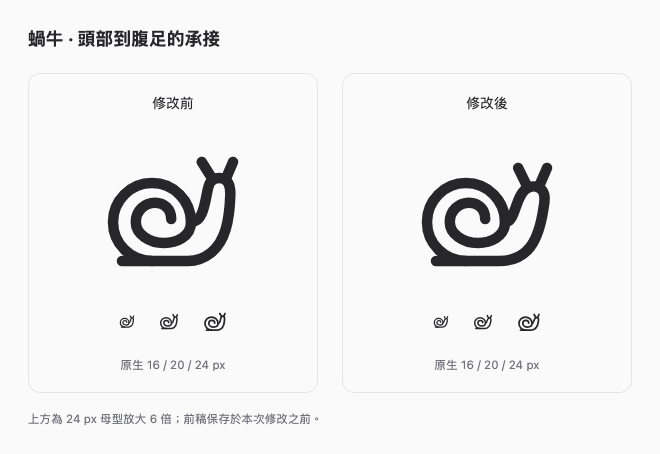 蝸牛 · 頭部到腹足的承接
修改前
修改後
原生 16 / 20 / 24 px
原生 16 / 20 / 24 px
上方為 24 px 母型放大 6 倍；前稿保存於本次修改之前。